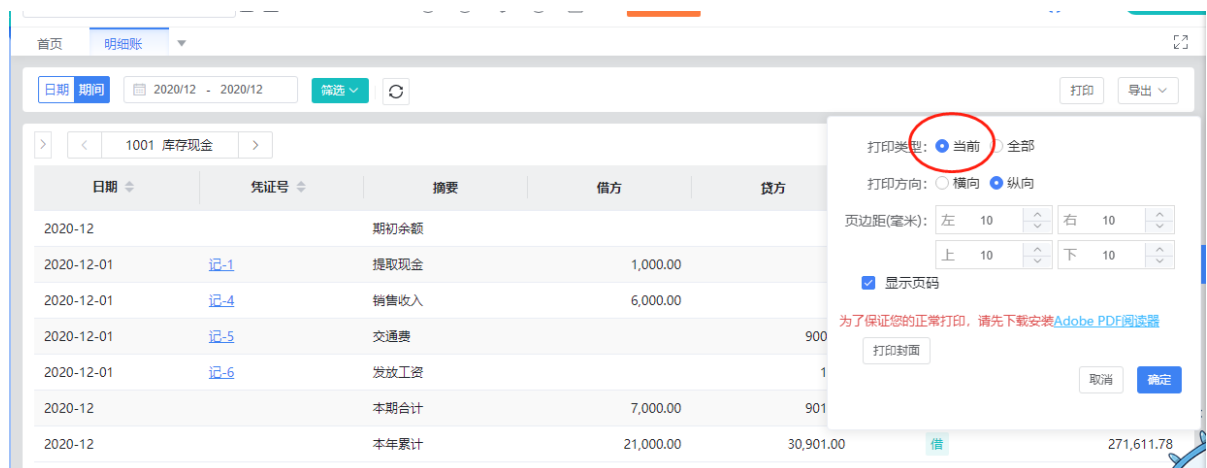 首页 明细账
日期 期间 2020/12 - 2020/12 筛选 打印 导出
1001 库存现金
日期 凭证号 摘要 借方 贷方
2020-12 期初余额
2020-12-01 记-1 提取现金 1,000.00
2020-12-01 记-4 销售收入 6,000.00
2020-12-01 记-5 交通费 900
2020-12-01 记-6 发放工资 1
2020-12 本期合计 7,000.00 901
2020-12 本年累计 21,000.00 30,901.00 借 271,611.78
打印类型: 当前 全部
打印方向: 横向 纵向
页边距(毫米): 左 10 右 10
上 10 下 10
显示页码
为了保证您的正常打印，请先下载安装Adobe PDF阅读器
打印封面
取消 确定